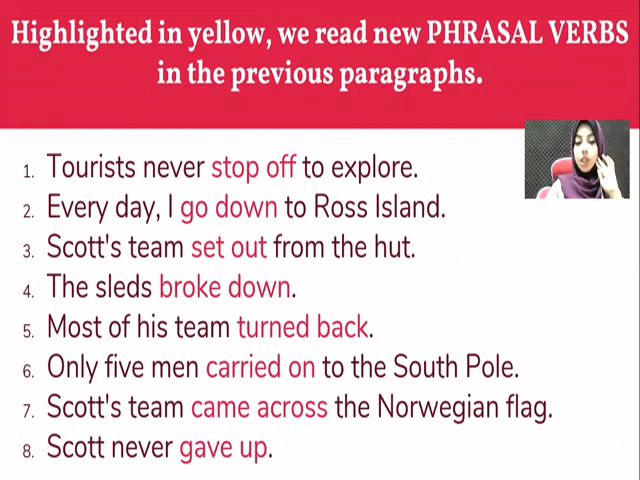 Highlighted in yellow, we read new PHRASAL VERBS
in the previous paragraphs.
1. Tourists never stop off to explore.
2. Every day, I go down to Ross Island.
3. Scott's team set out from the hut.
4. The sleds broke down.
5. Most of his team turned back.
6. Only five men carried on to the South Pole.
7. Scott's team came across the Norwegian flag.
8. Scott never gave up.